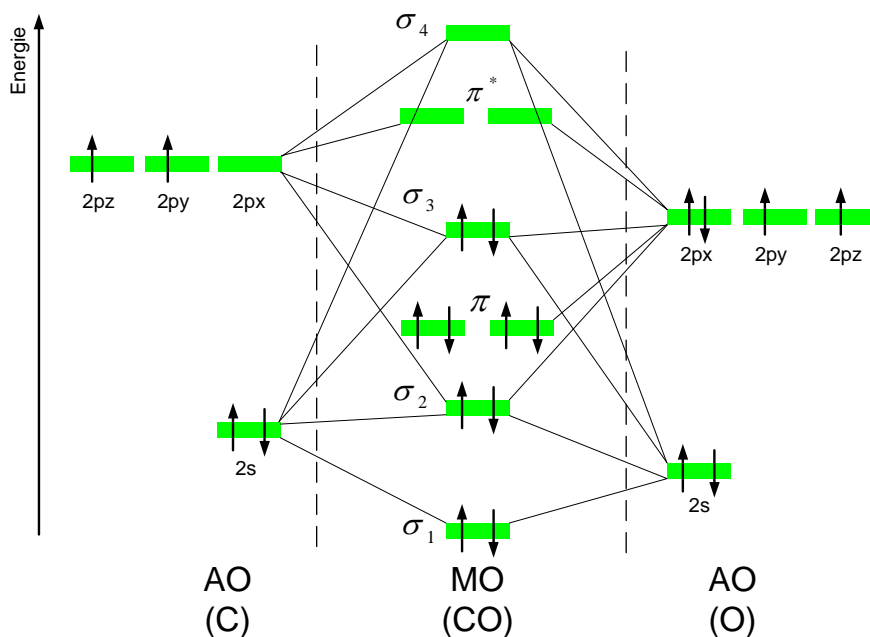 Energie
σ4
π*
2pz 2py 2px
σ3
2px 2py 2pz
π
σ2
2s
2s
σ1
AO
(C)
MO
(CO)
AO
(O)